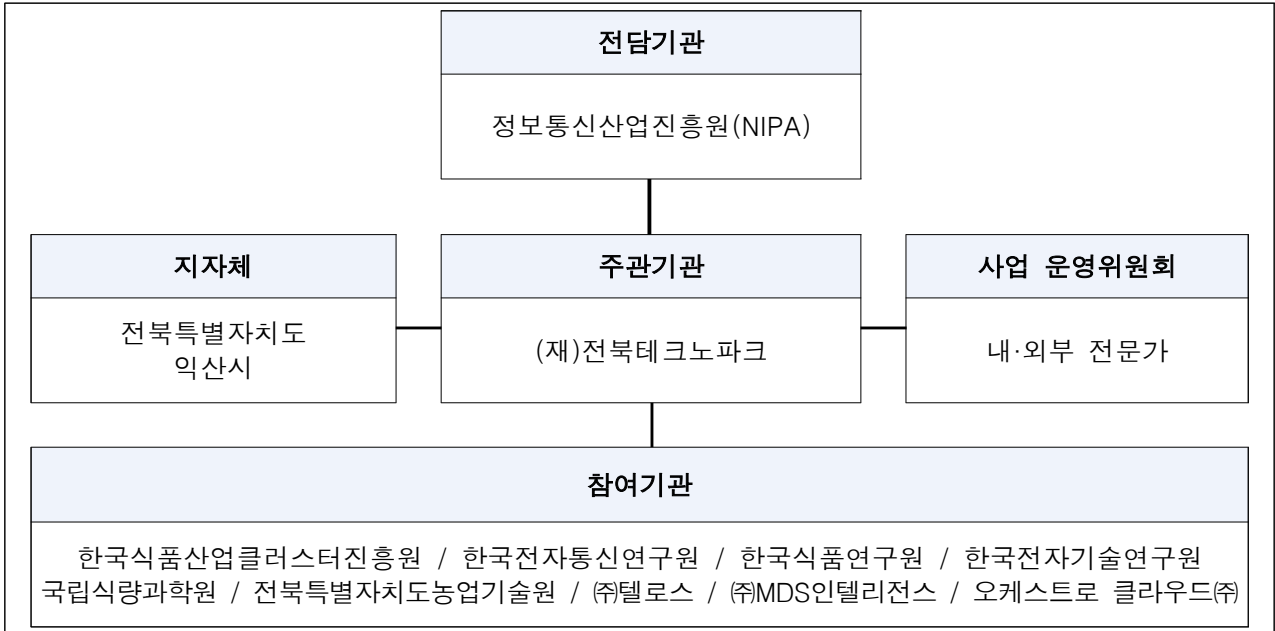 전담기관
정보통신산업진흥원(NIPA)
지자체
전북특별자치도
익산시
주관기관
(재)전북테크노파크
사업 운영위원회
내·외부 전문가
참여기관
한국식품산업클러스터진흥원 / 한국전자통신연구원 / 한국식품연구원 / 한국전자기술연구원
국립식량과학원 / 전북특별자치도농업기술원 / ㈜텔로스 / ㈜MDS인텔리전스 / 오케스트로 클라우드㈜